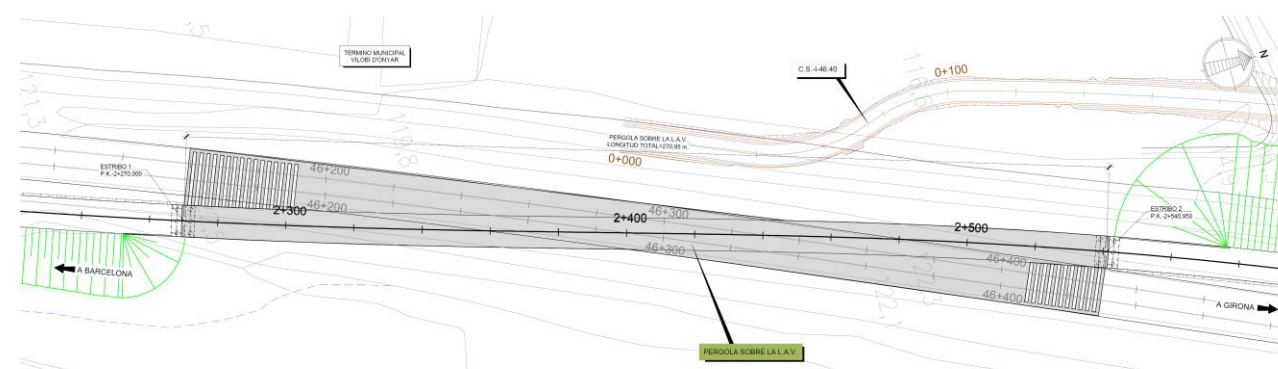 TÉRMINO MUNICIPAL
VILOBÍ D'ONYAR
C.S.-I-46.40
0+100
N
PERGOLA SOBRE LA L.A.V.
LONGITUD TOTAL=270,95 m.
0+000
ESTRIBO 1
P.K.-2+270,000
46+200
46+200
2+300
46+300
2+400
46+300
2+500
ESTRIBO 2
P.K.-2+540,950
46+400
46+400
A BARCELONA
A GIRONA
PERGOLA SOBRE LA L.A.V.